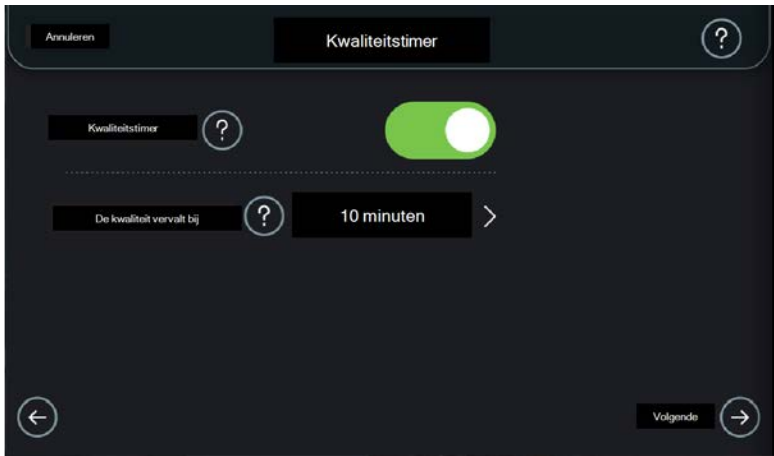 Annuleren
Kwaliteitstimer
?
Kwaliteitstimer
?
De kwaliteit vervalt bij
?
10 minuten
Volgende